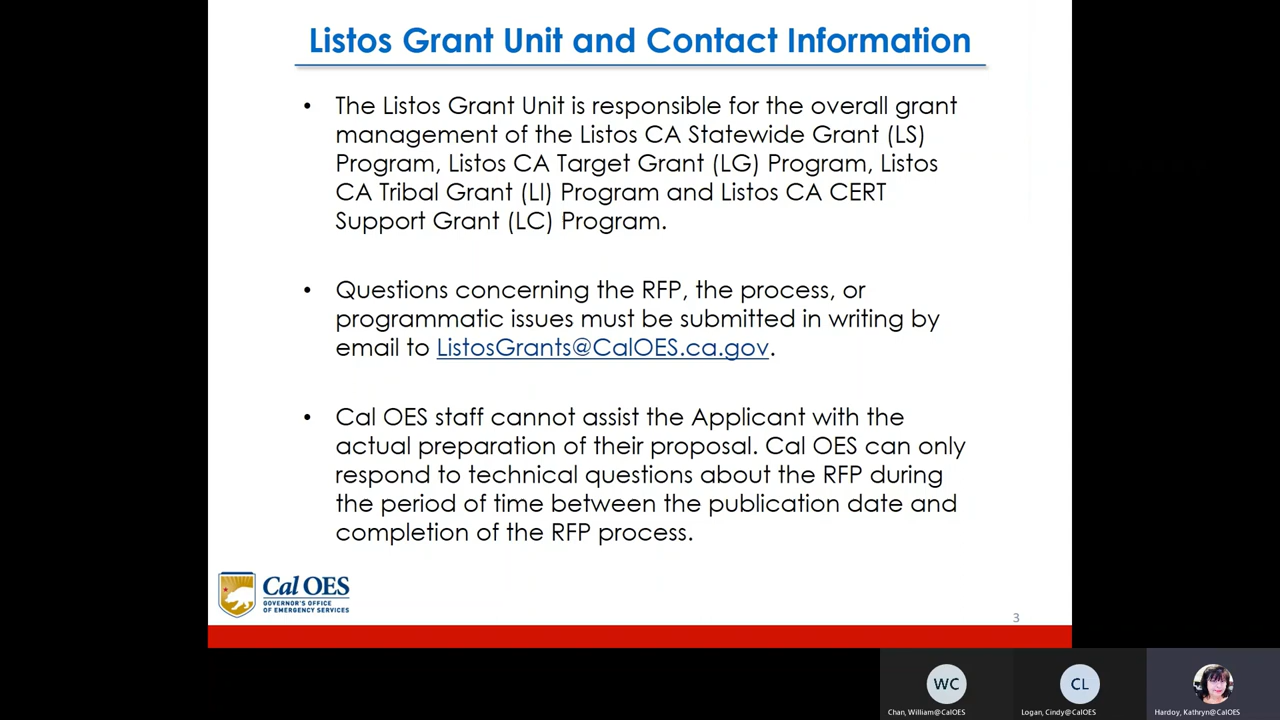 Listos Grant Unit and Contact Information
• The Listos Grant Unit is responsible for the overall grant
management of the Listos CA Statewide Grant (LS)
Program, Listos CA Target Grant (LG) Program, Listos
CA Tribal Grant (LI) Program and Listos CA CERT
Support Grant (LC) Program.
• Questions concerning the RFP, the process, or
programmatic issues must be submitted in writing by
email to ListosGrants@CalOES.ca.gov.
• Cal OES staff cannot assist the Applicant with the
actual preparation of their proposal. Cal OES can only
respond to technical questions about the RFP during
the period of time between the publication date and
completion of the RFP process.
Cal OES
GOVERNOR'S OFFICE
OF EMERGENCY SERVICES
3
WC
Chan, William@CalOES
CL
Logan, Cindy@CalOES
Hardoy, Kathryn@CalOES